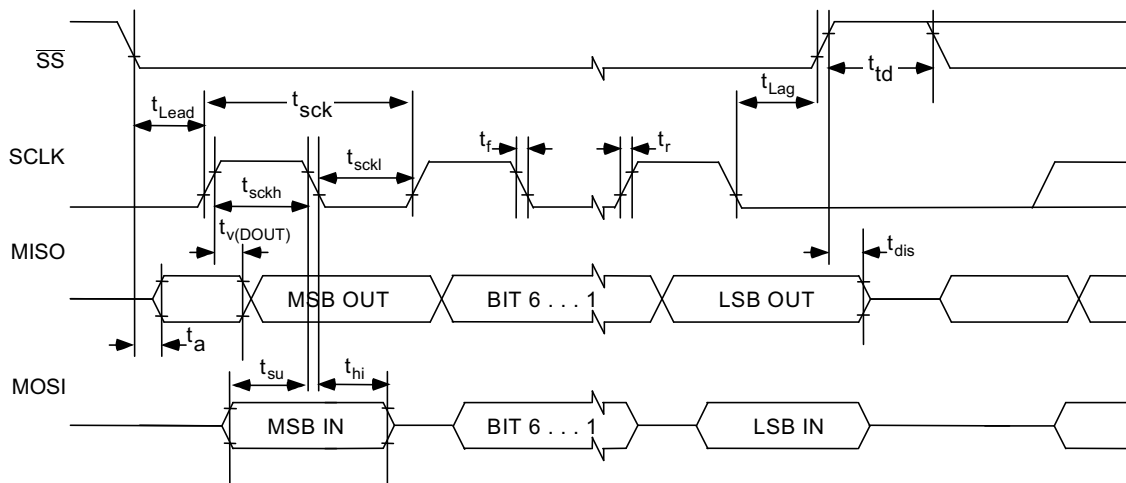 SS
t_td
t_Lead
t_sck
t_Lag
SCLK
t_f
t_r
t_sckl
t_sckh
t_v(DOUT)
MISO
t_dis
MSB OUT
BIT 6 . . . 1
LSB OUT
t_a
t_su
t_hi
MOSI
MSB IN
BIT 6 . . . 1
LSB IN